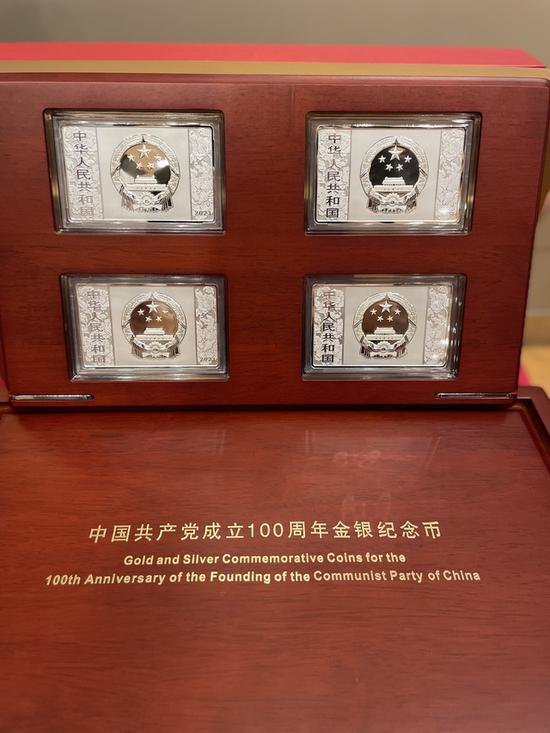 中华人民共和国
2021
中华人民共和国
中华人民共和国
2021
中华人民共和国
中国共产党成立100周年金银纪念币
Gold and Silver Commemorative Coins for the
100th Anniversary of the Founding of the Communist Party of China